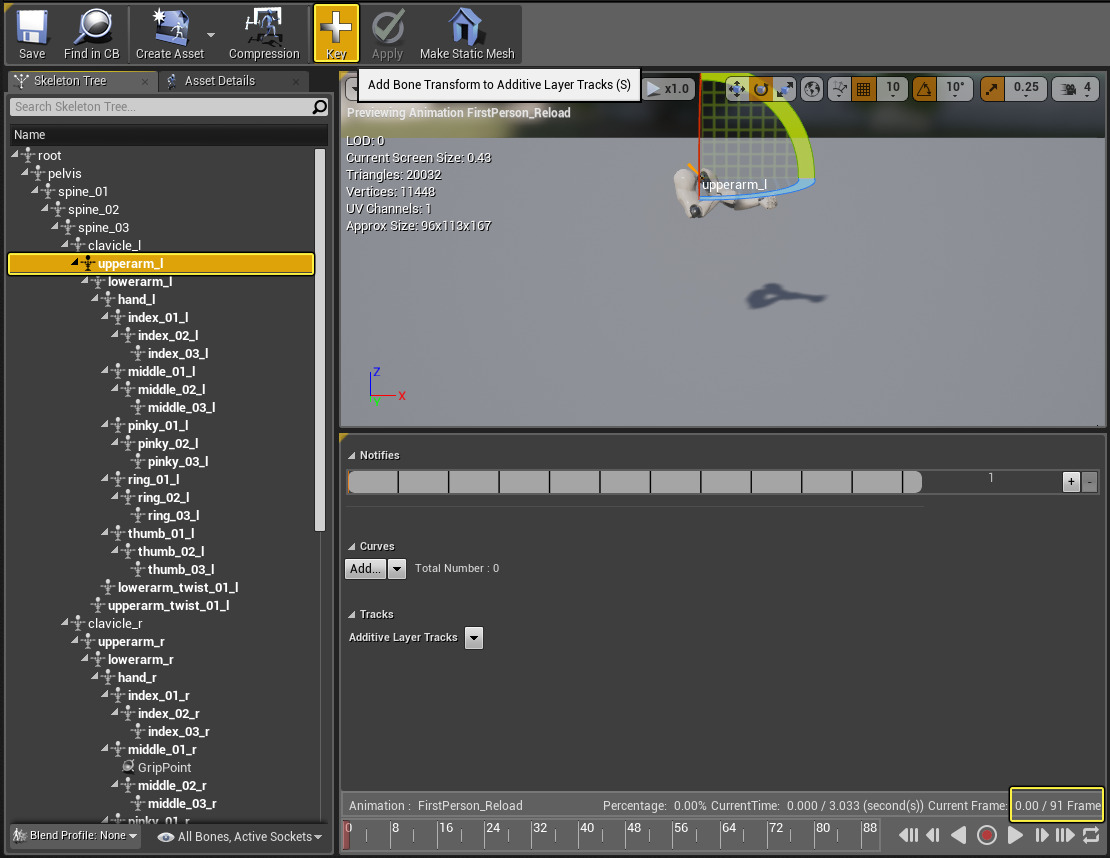 Save
Find in CB
Create Asset
Compression
Key
Apply
Make Static Mesh
Skeleton Tree
Asset Details
Add Bone Transform to Additive Layer Tracks (S)
x1.0
10
10°
0.25
4
Search Skeleton Tree...
Previewing Animation FirstPerson_Reload
Name
LOD: 0
Current Screen Size: 0.43
Triangles: 20032
Vertices: 11448
UV Channels: 1
Approx Size: 96x113x167
upperarm_l
Z
X
root
pelvis
spine_01
spine_02
spine_03
clavicle_l
upperarm_l
lowerarm_l
hand_l
index_01_l
index_02_l
index_03_l
middle_01_l
middle_02_l
middle_03_l
pinky_01_l
pinky_02_l
pinky_03_l
ring_01_l
ring_02_l
ring_03_l
thumb_01_l
thumb_02_l
thumb_03_l
lowerarm_twist_01_l
upperarm_twist_01_l
clavicle_r
upperarm_r
lowerarm_r
hand_r
index_01_r
index_02_r
index_03_r
middle_01_r
GripPoint
middle_02_r
middle_03_r
pinky_01_r
Blend Profile: None
All Bones, Active Sockets
Notifies
1
+
-
Curves
Add...
Total Number : 0
Tracks
Additive Layer Tracks
Animation : FirstPerson_Reload
Percentage: 0.00% CurrentTime: 0.000 / 3.033 (second(s)) Current Frame: 0.00 / 91 Frame
0 8 16 24 32 40 48 56 64 72 80 88